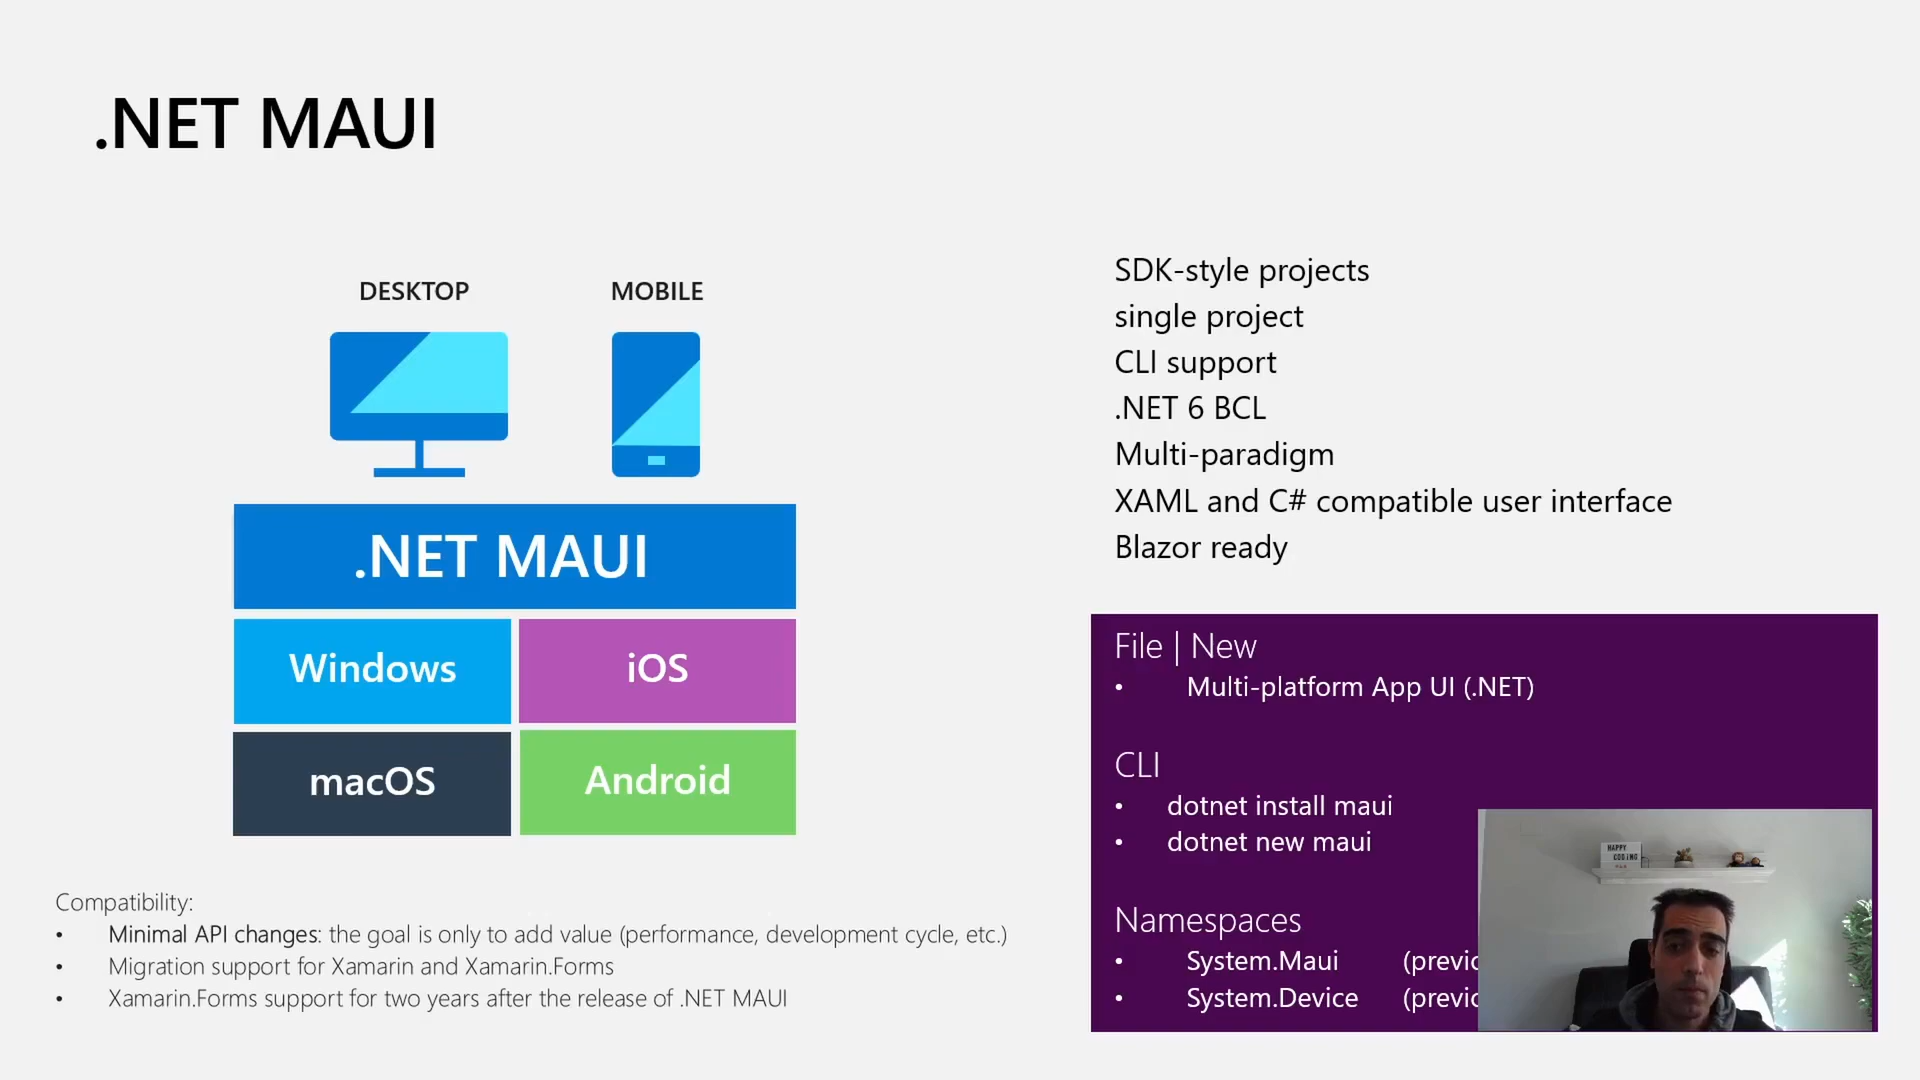 .NET MAUI
DESKTOP
MOBILE
.NET MAUI
Windows
iOS
macOS
Android
Compatibility:
• Minimal API changes: the goal is only to add value (performance, development cycle, etc.)
• Migration support for Xamarin and Xamarin.Forms
• Xamarin.Forms support for two years after the release of .NET MAUI
SDK-style projects
single project
CLI support
.NET 6 BCL
Multi-paradigm
XAML and C# compatible user interface
Blazor ready
File | New
• Multi-platform App UI (.NET)
CLI
• dotnet install maui
• dotnet new maui
Namespaces
• System.Maui
• System.Device
HAPPY
CODING